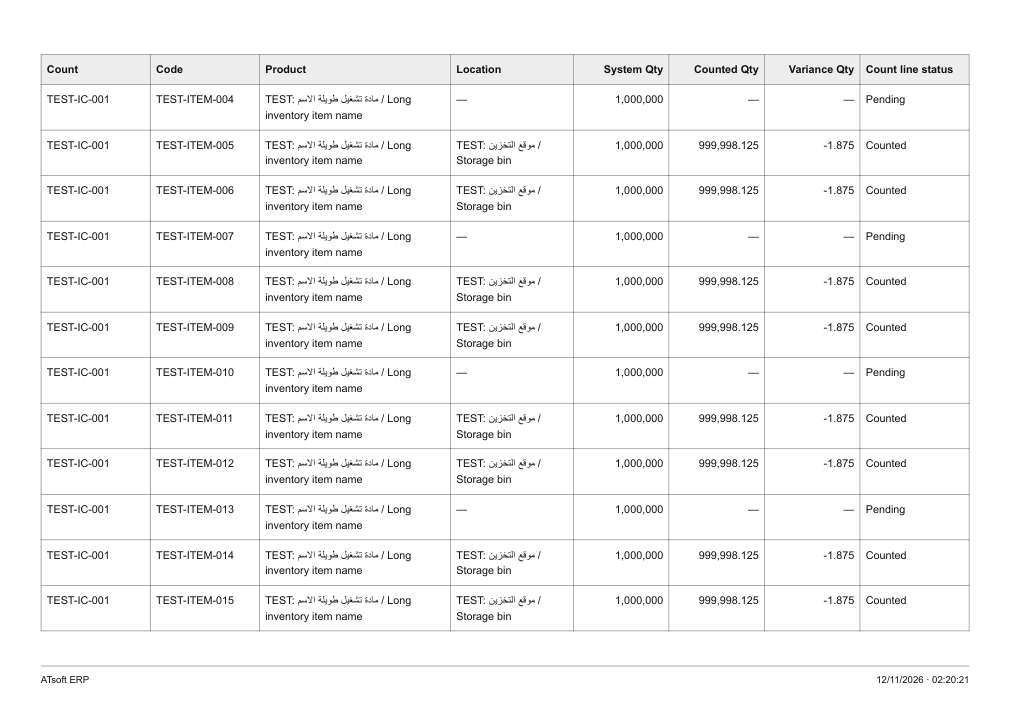 Count Code Product Location System Qty Counted Qty Variance Qty Count line status
TEST-IC-001 TEST-ITEM-004 TEST: مادة تشغيل طويلة الاسم / Long — 1,000,000 — — Pending
inventory item name
TEST-IC-001 TEST-ITEM-005 TEST: مادة تشغيل طويلة الاسم / Long TEST: موقع التخزين / 1,000,000 999,998.125 -1.875 Counted
inventory item name Storage bin
TEST-IC-001 TEST-ITEM-006 TEST: مادة تشغيل طويلة الاسم / Long TEST: موقع التخزين / 1,000,000 999,998.125 -1.875 Counted
inventory item name Storage bin
TEST-IC-001 TEST-ITEM-007 TEST: مادة تشغيل طويلة الاسم / Long — 1,000,000 — — Pending
inventory item name
TEST-IC-001 TEST-ITEM-008 TEST: مادة تشغيل طويلة الاسم / Long TEST: موقع التخزين / 1,000,000 999,998.125 -1.875 Counted
inventory item name Storage bin
TEST-IC-001 TEST-ITEM-009 TEST: مادة تشغيل طويلة الاسم / Long TEST: موقع التخزين / 1,000,000 999,998.125 -1.875 Counted
inventory item name Storage bin
TEST-IC-001 TEST-ITEM-010 TEST: مادة تشغيل طويلة الاسم / Long — 1,000,000 — — Pending
inventory item name
TEST-IC-001 TEST-ITEM-011 TEST: مادة تشغيل طويلة الاسم / Long TEST: موقع التخزين / 1,000,000 999,998.125 -1.875 Counted
inventory item name Storage bin
TEST-IC-001 TEST-ITEM-012 TEST: مادة تشغيل طويلة الاسم / Long TEST: موقع التخزين / 1,000,000 999,998.125 -1.875 Counted
inventory item name Storage bin
TEST-IC-001 TEST-ITEM-013 TEST: مادة تشغيل طويلة الاسم / Long — 1,000,000 — — Pending
inventory item name
TEST-IC-001 TEST-ITEM-014 TEST: مادة تشغيل طويلة الاسم / Long TEST: موقع التخزين / 1,000,000 999,998.125 -1.875 Counted
inventory item name Storage bin
TEST-IC-001 TEST-ITEM-015 TEST: مادة تشغيل طويلة الاسم / Long TEST: موقع التخزين / 1,000,000 999,998.125 -1.875 Counted
inventory item name Storage bin
ATsoft ERP 12/11/2026 · 02:20:21